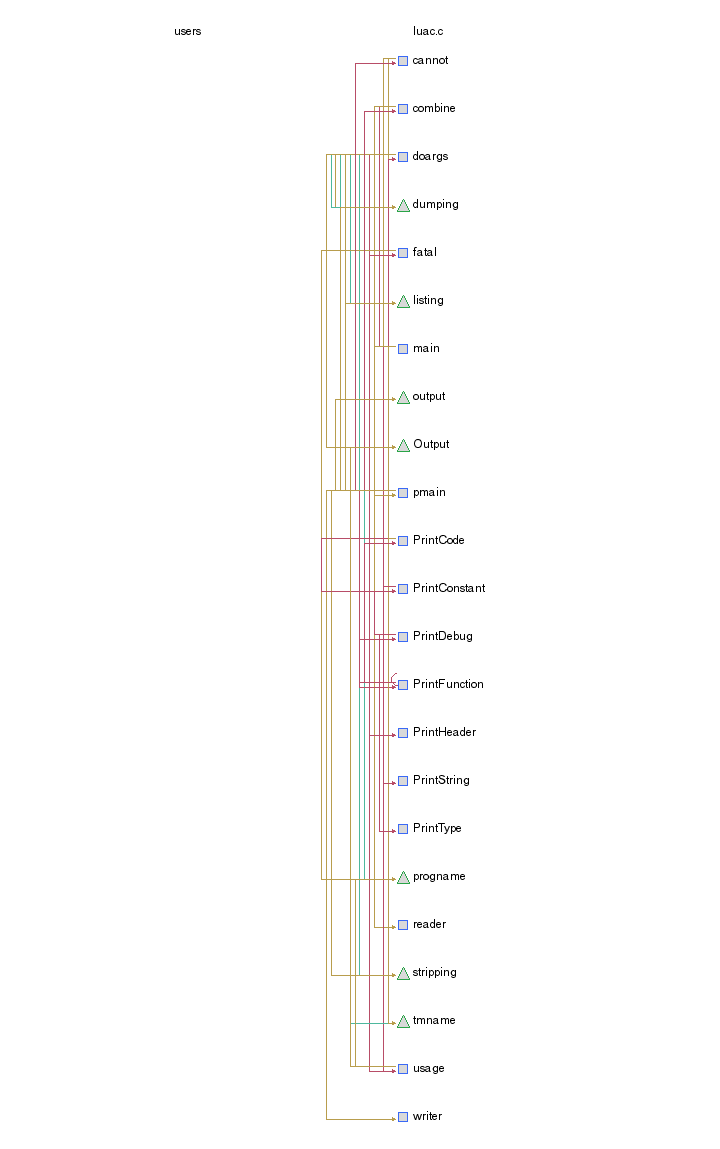 users luac.c
cannot
combine
doargs
dumping
fatal
listing
main
output
Output
pmain
PrintCode
PrintConstant
PrintDebug
PrintFunction
PrintHeader
PrintString
PrintType
progname
reader
stripping
tmname
usage
writer